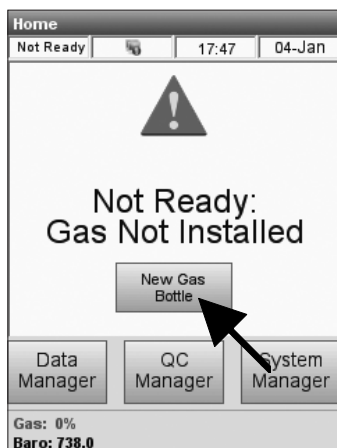 Home
Not Ready 17:47 04-Jan
Not Ready:
Gas Not Installed
New Gas
Bottle
Data
Manager
QC
Manager
System
Manager
Gas: 0%
Baro: 738.0